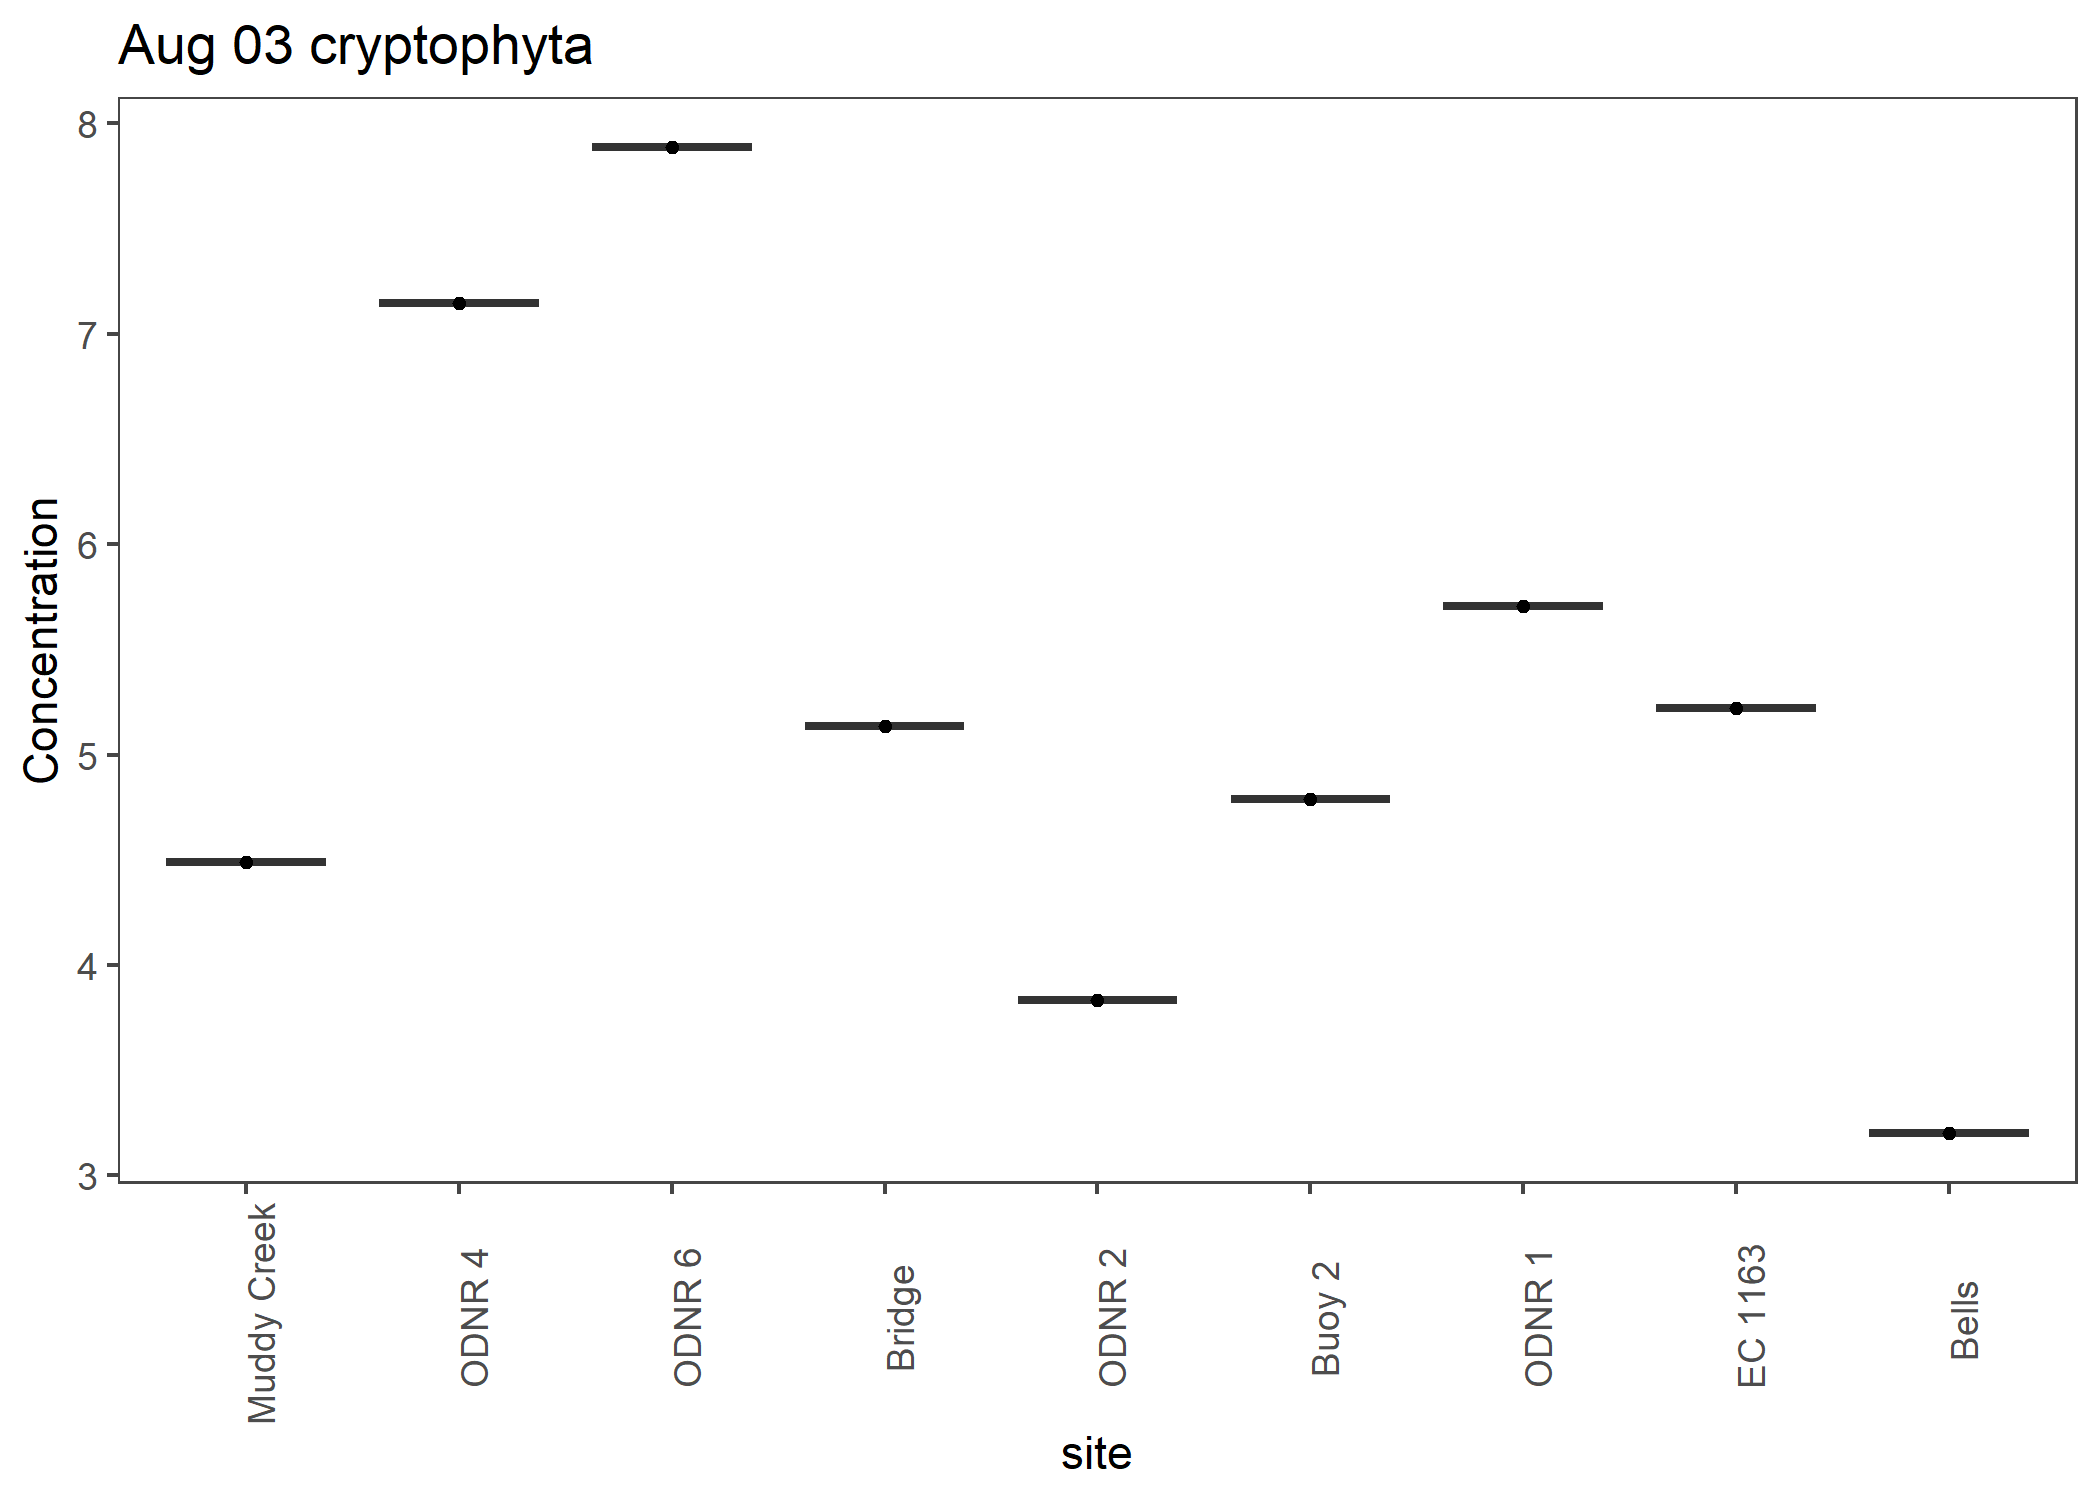 Aug 03 cryptophyta
8
7
6
5
4
3
Concentration
Muddy Creek
ODNR 4
ODNR 6
Bridge
ODNR 2
Buoy 2
ODNR 1
EC 1163
Bells
site